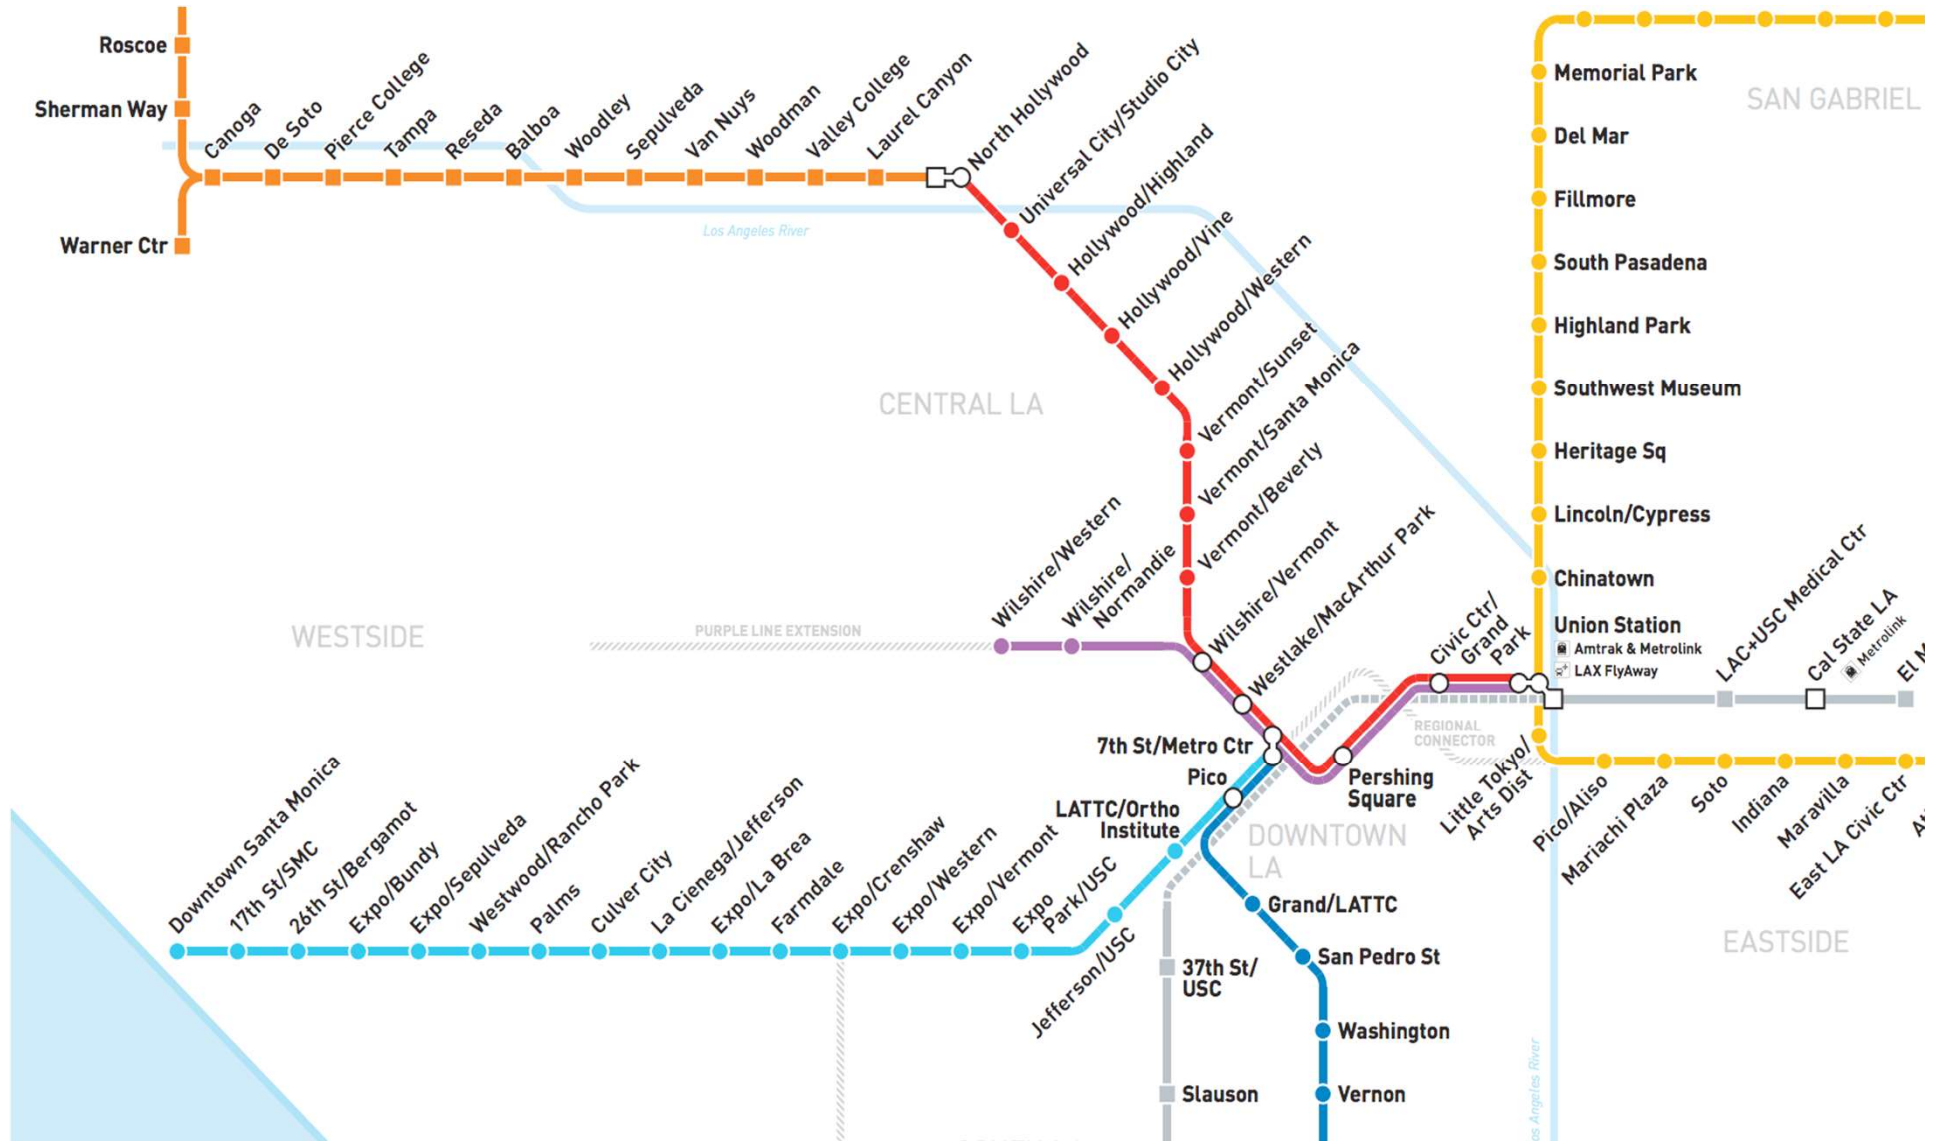 Roscoe
Sherman Way
Warner Ctr
Canoga
De Soto
Pierce College
Tampa
Reseda
Balboa
Woodley
Sepulveda
Van Nuys
Woodman
Valley College
Laurel Canyon
North Hollywood
Universal City/Studio City
Hollywood/Highland
Hollywood/Vine
Hollywood/Western
Vermont/Sunset
Vermont/Santa Monica
Vermont/Beverly
Wilshire/Vermont
Westlake/MacArthur Park
Los Angeles River
CENTRAL LA
WESTSIDE
PURPLE LINE EXTENSION
Wilshire/Western
Wilshire/
Normandie
7th St/Metro Ctr
Pico
LATTC/Ortho
Institute
Pershing
Square
Civic Ctr/
Grand
Park
REGIONAL
CONNECTOR
DOWNTOWN
LA
Memorial Park
SAN GABRIEL
Del Mar
Fillmore
South Pasadena
Highland Park
Southwest Museum
Heritage Sq
Lincoln/Cypress
Chinatown
Union Station
Amtrak & Metrolink
LAX FlyAway
LAC+USC Medical Ctr
Cal State LA
Metrolink
El
Little Tokyo/
Arts Dist
Pico/Aliso
Mariachi Plaza
Soto
Indiana
Maravilla
East LA Civic Ctr
EASTSIDE
Downtown Santa Monica
17th St/SMC
26th St/Bergamot
Expo/Bundy
Expo/Sepulveda
Westwood/Rancho Park
Palms
Culver City
La Cienega/Jefferson
Expo/La Brea
Farmdale
Expo/Crenshaw
Expo/Western
Expo/Vermont
Expo
Park/USC
Jefferson/USC
37th St/
USC
Slauson
Grand/LATTC
San Pedro St
Washington
Vernon
Los Angeles River